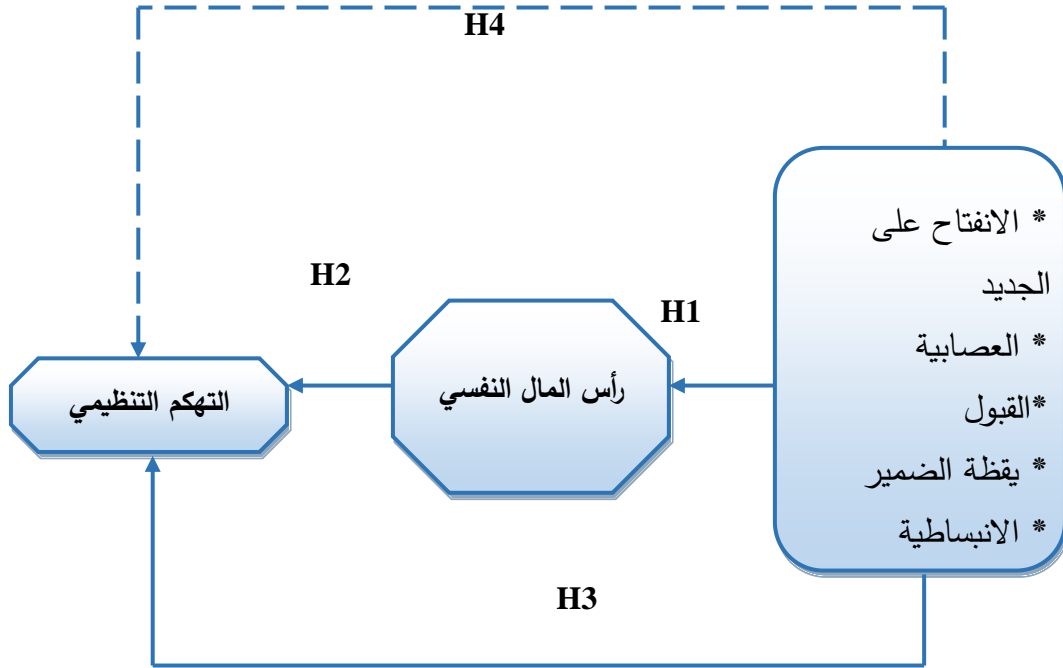 H4
* الانفتاح على
الجديد
* العصابية
*القبول
* يقظة الضمير
* الانبساطية
H1
رأس المال النفسي
H2
التهكم التنظيمي
H3